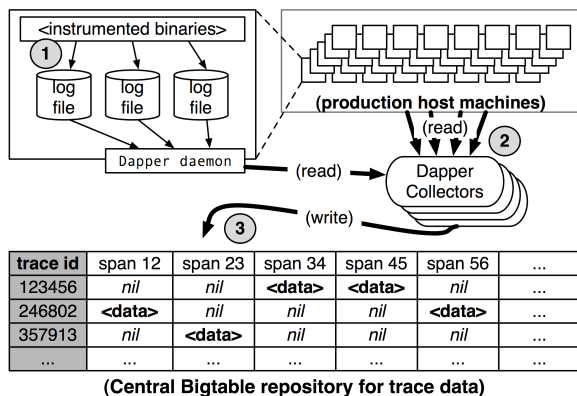 <instrumented binaries>
1
log
file
log
file
log
file
Dapper daemon
(production host machines)
(read)
2
(read)
Dapper
Collectors
3
(write)
trace id span 12 span 23 span 34 span 45 span 56 ...
123456 nil nil <data> <data> nil ...
246802 <data> nil nil nil <data> ...
357913 nil <data> nil nil nil ...
... ... ... ... ... ... ...
(Central Bigtable repository for trace data)